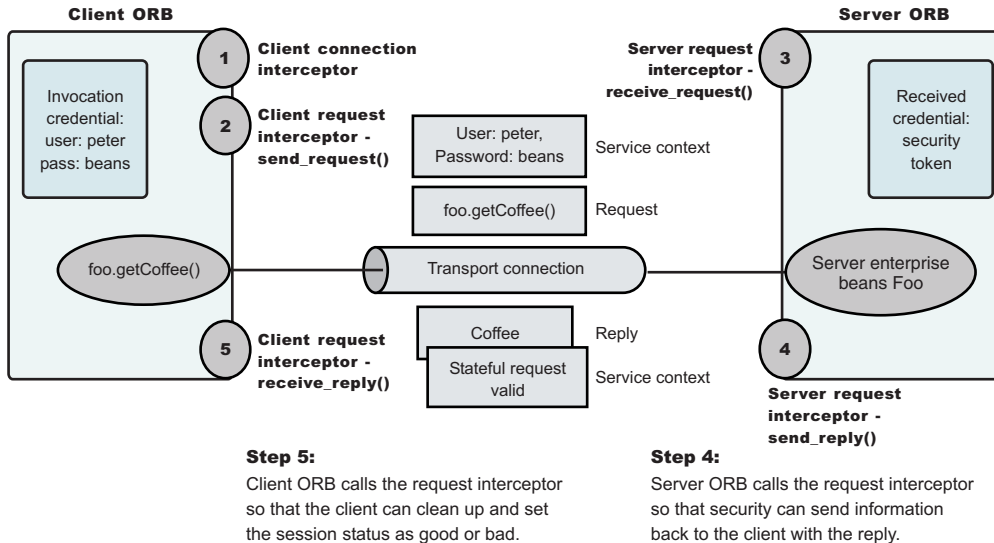 Client ORB
Server ORB
1
Client connection
interceptor
Invocation
credential:
user: peter
pass: beans
2
Client request
interceptor -
send_request()
User: peter,
Password: beans
Service context
foo.getCoffee()
Request
Server request
interceptor -
receive_request()
3
Received
credential:
security
token
foo.getCoffee()
Transport connection
Server enterprise
beans Foo
5
Client request
interceptor -
receive_reply()
Coffee
Reply
Stateful request
valid
Service context
4
Server request
interceptor -
send_reply()
Step 5:
Client ORB calls the request interceptor
so that the client can clean up and set
the session status as good or bad.
Step 4:
Server ORB calls the request interceptor
so that security can send information
back to the client with the reply.